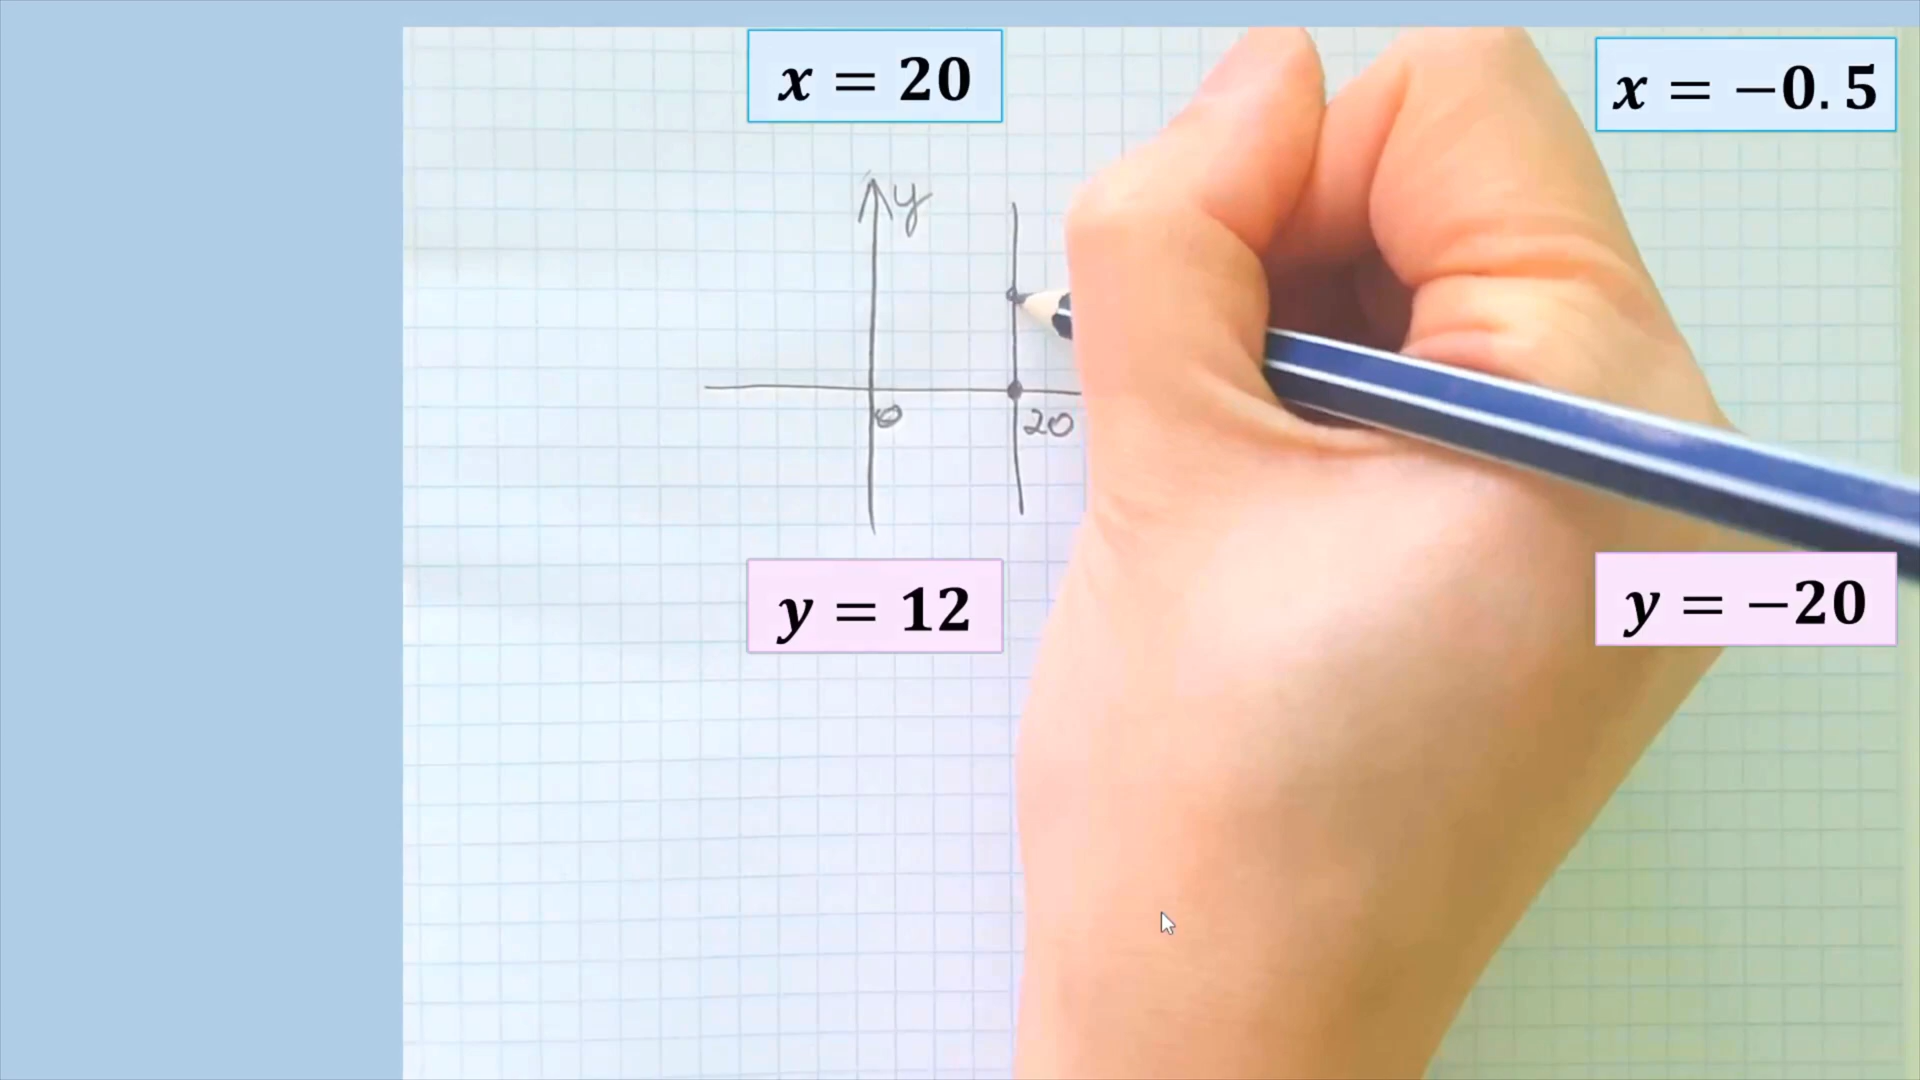 x = 20
x = −0.5
y
0
20
y = 12
y = −20